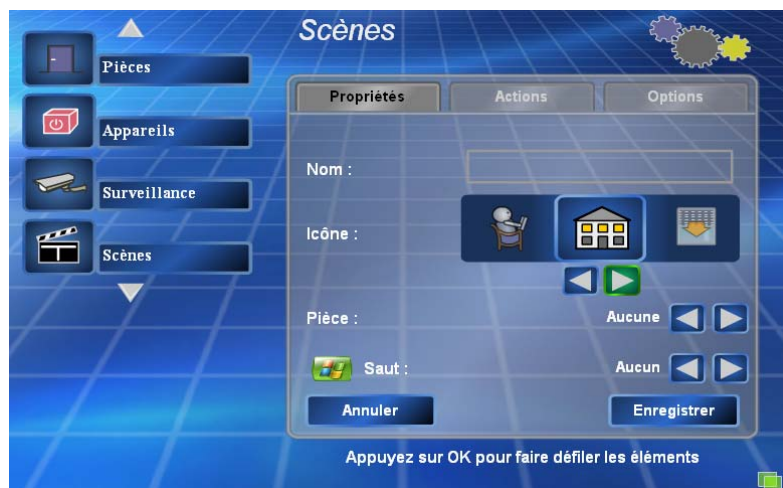 Scènes
Pièces
Appareils
Surveillance
Scènes
Propriétés
Actions
Options
Nom :
Icône :
Pièce :
Aucune
Saut :
Aucun
Annuler
Enregistrer
Appuyez sur OK pour faire défiler les éléments